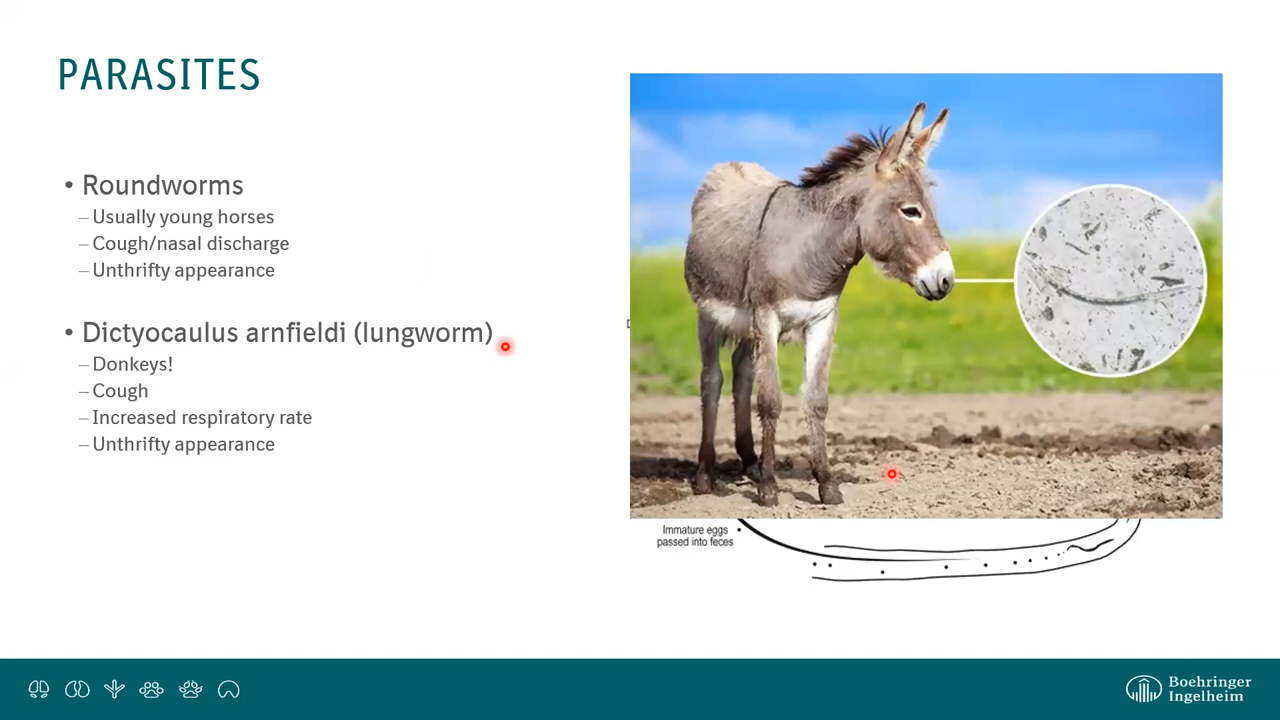 PARASITES
• Roundworms
– Usually young horses
– Cough/nasal discharge
– Unthrifty appearance
• Dictyocaulus arnfieldi (lungworm)
– Donkeys!
– Cough
– Increased respiratory rate
– Unthrifty appearance
Immature eggs
passed into feces
Boehringer
Ingelheim